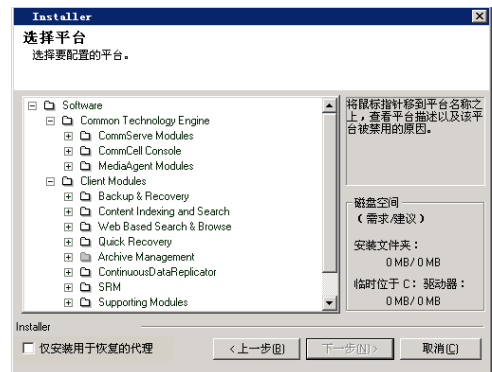 Installer
选择平台
选择要配置的平台。
Software
Common Technology Engine
CommServe Modules
CommCell Console
MediaAgent Modules
Client Modules
Backup & Recovery
Content Indexing and Search
Web Based Search & Browse
Quick Recovery
Archive Management
ContinuousDataReplicator
SRM
Supporting Modules
将鼠标指针移到平台名称之
上，查看平台描述以及该平
台被禁用的原因。
磁盘空间
（需求/建议）
安装文件夹：
0 MB/ 0 MB
临时位于 C： 驱动器：
0 MB/ 0 MB
Installer
仅安装用于恢复的代理
<上一步(B)
下一步(N)>
取消(C)